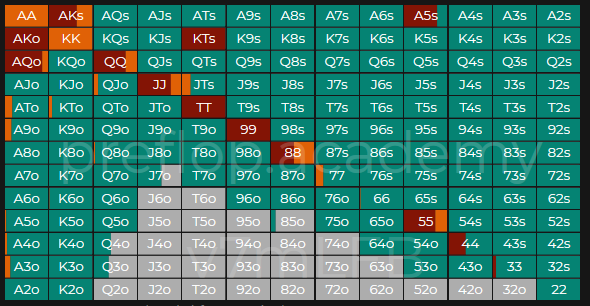 AA AKs AQs AJs ATs A9s A8s A7s A6s A5s A4s A3s A2s
AKo KK KQs KJs KTs K9s K8s K7s K6s K5s K4s K3s K2s
AQo KQo QQ QJs QTs Q9s Q8s Q7s Q6s Q5s Q4s Q3s Q2s
AJo KJo QJo JJ JTs J9s J8s J7s J6s J5s J4s J3s J2s
ATo KTo QTo JTo TT T9s T8s T7s T6s T5s T4s T3s T2s
A9o K9o Q9o J9o T9o 99 98s 97s 96s 95s 94s 93s 92s
A8o K8o Q8o J8o T8o 98o 88 87s 86s 85s 84s 83s 82s
preflop.academy
A7o K7o Q7o J7o T7o 97o 87o 77 76s 75s 74s 73s 72s
A6o K6o Q6o J6o T6o 96o 86o 76o 66 65s 64s 63s 62s
A5o K5o Q5o J5o T5o 95o 85o 75o 65o 55 54s 53s 52s
A4o K4o Q4o J4o T4o 94o 84o 74o 64o 54o 44 43s 42s
A3o K3o Q3o J3o T3o 93o 83o 73o 63o 53o 43o 33 32s
A2o K2o Q2o J2o T2o 92o 82o 72o 62o 52o 42o 32o 22